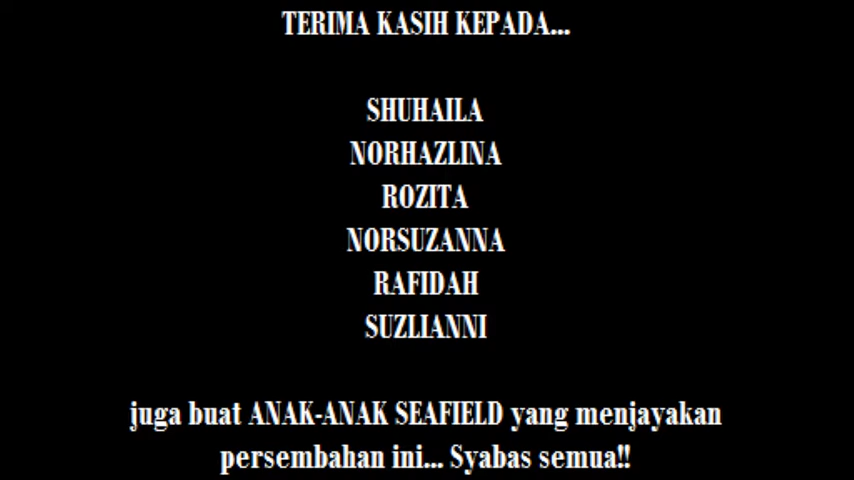 TERIMA KASIH KEPADA...
SHUHAILA
NORHAZLINA
ROZITA
NORSUZANNA
RAFIDAH
SUZLIANNI
juga buat ANAK-ANAK SEAFIELD yang menjayakan
persembahan ini... Syabas semua!!